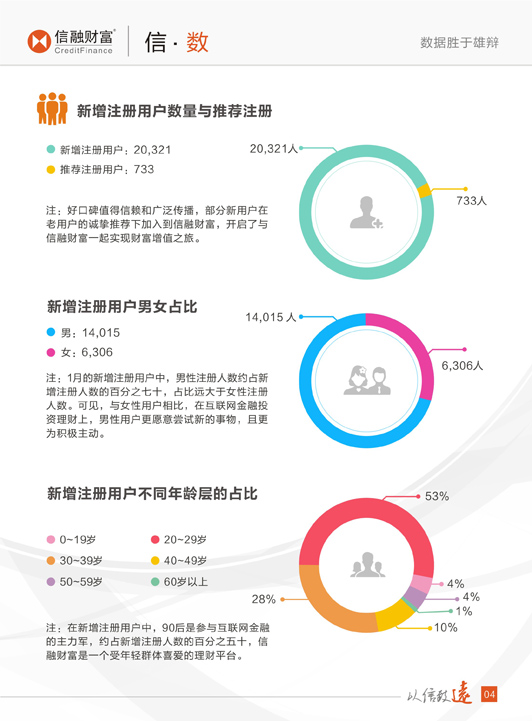 信融财富®
CreditFinance
信·数
数据胜于雄辩
新增注册用户数量与推荐注册
新增注册用户：20,321
推荐注册用户：733
20,321人
733人
注：好口碑值得信赖和广泛传播，部分新用户在
老用户的诚挚推荐下加入到信融财富，开启了与
信融财富一起实现财富增值之旅。
新增注册用户男女占比
男：14,015
女：6,306
14,015 人
6,306人
注：1月的新增注册用户中，男性注册人数约占新
增注册人数的百分之七十，占比远大于女性注册
人数。可见，与女性用户相比，在互联网金融投
资理财上，男性用户更愿意尝试新的事物，且更
为积极主动。
新增注册用户不同年龄层的占比
0~19岁
20~29岁
30~39岁
40~49岁
50~59岁
60岁以上
53%
4%
4%
1%
10%
28%
注：在新增注册用户中，90后是参与互联网金融
的主力军，约占新增注册人数的百分之五十，信
融财富是一个受年轻群体喜爱的理财平台。
以信致遠
04